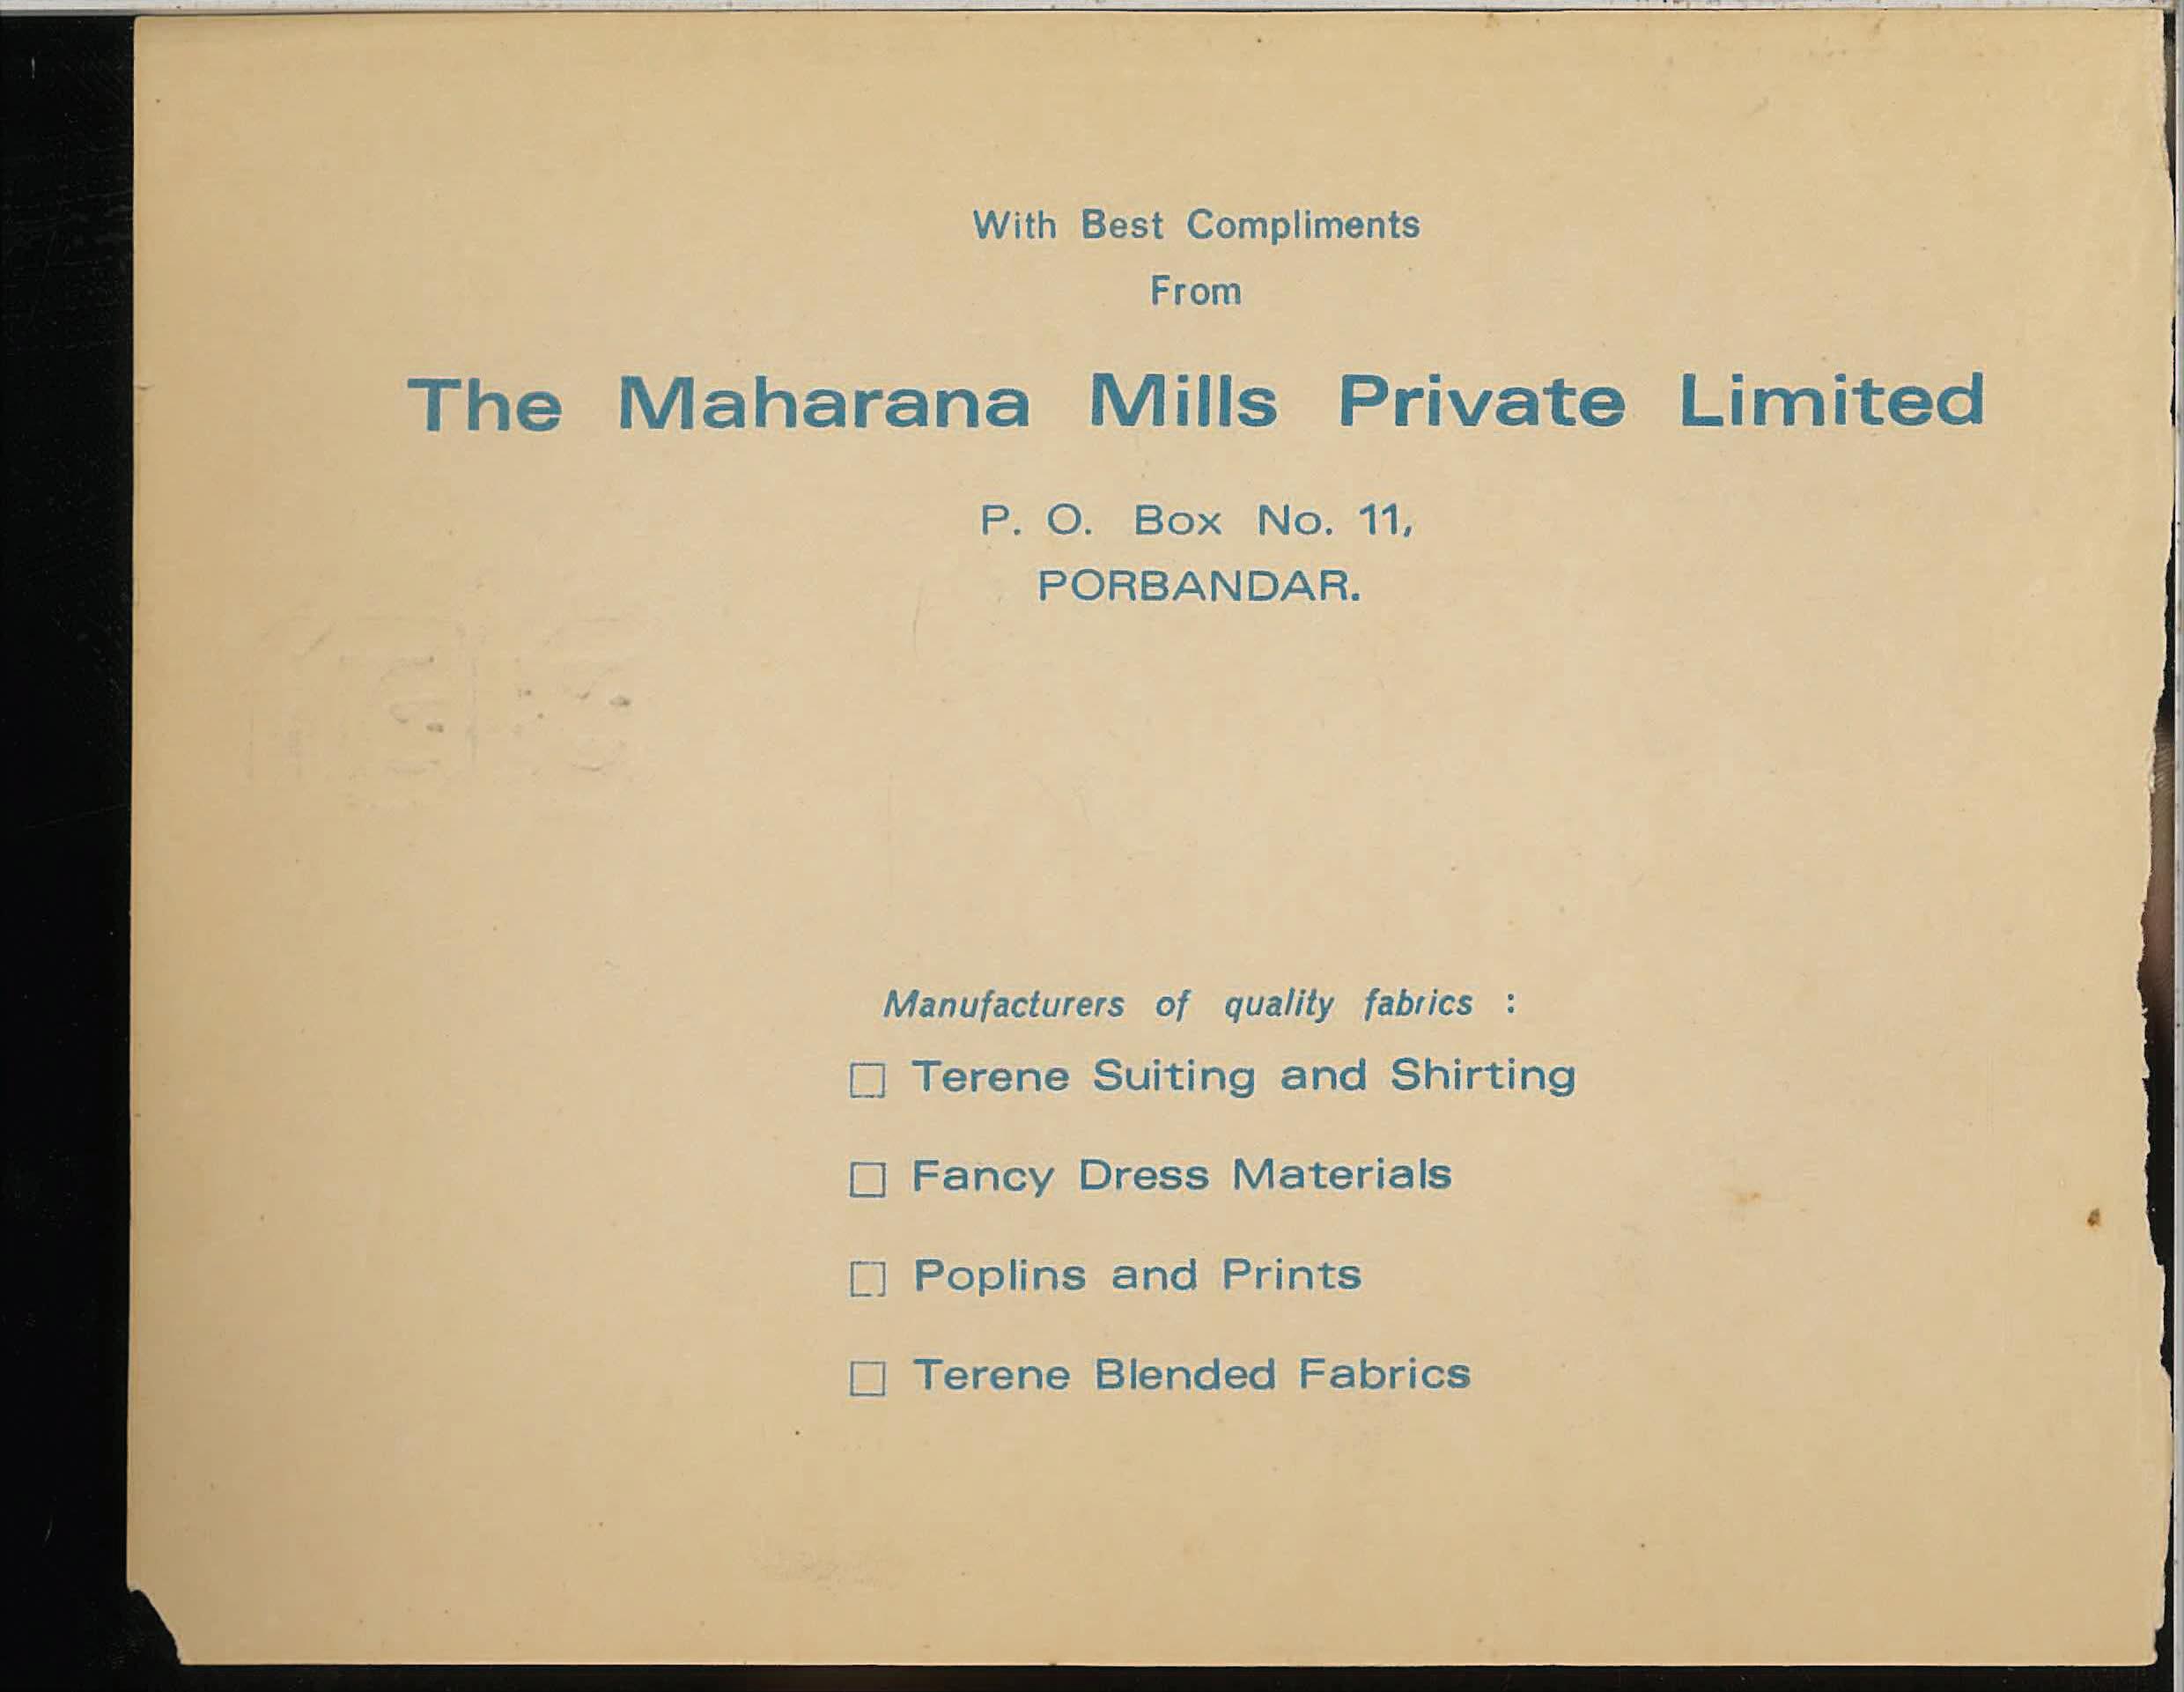 With Best Compliments
From
The Maharana Mills Private Limited
P. O. Box No. 11,
PORBANDAR.
Manufacturers of quality fabrics :
☐ Terene Suiting and Shirting
☐ Fancy Dress Materials
☐ Poplins and Prints
☐ Terene Blended Fabrics